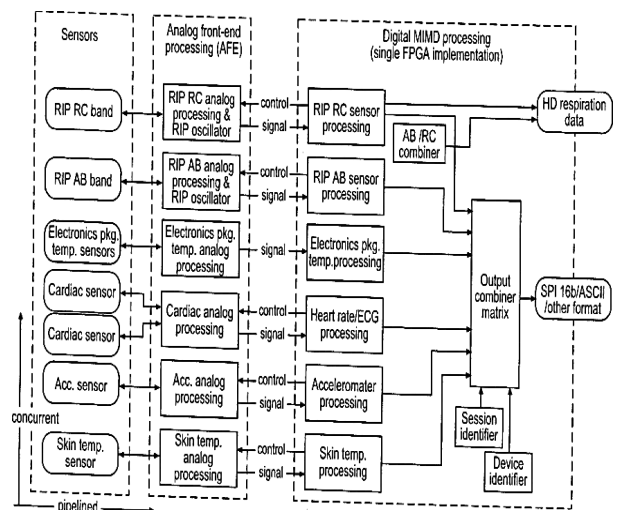 Sensors
Analog front-end
processing (AFE)
Digital MIMD processing
(single FPGA implementation)
RIP RC band
RIP RC analog
processing &
RIP oscillator
control
signal
RIP RC sensor
processing
HD respiration
data
AB /RC
combiner
RIP AB band
RIP AB analog
processing &
RIP oscillator
control
signal
RIP AB sensor
processing
Electronics pkg.
temp. sensors
Electronics pkg.
temp. analog
processing
signal
Electronics pkg.
temp.processing
Cardiac sensor
Cardiac sensor
Cardiac analog
processing
control
signal
Heart rate/ECG
processing
Output
combiner
matrix
SPI 16b/ASCII
/other format
Acc. sensor
Acc. analog
processing
control
signal
Acceleromater
processing
concurrent
Session
identifier
Skin temp.
sensor
Skin temp.
analog
processing
control
signal
Skin temp.
processing
Device
identifier
pipelined